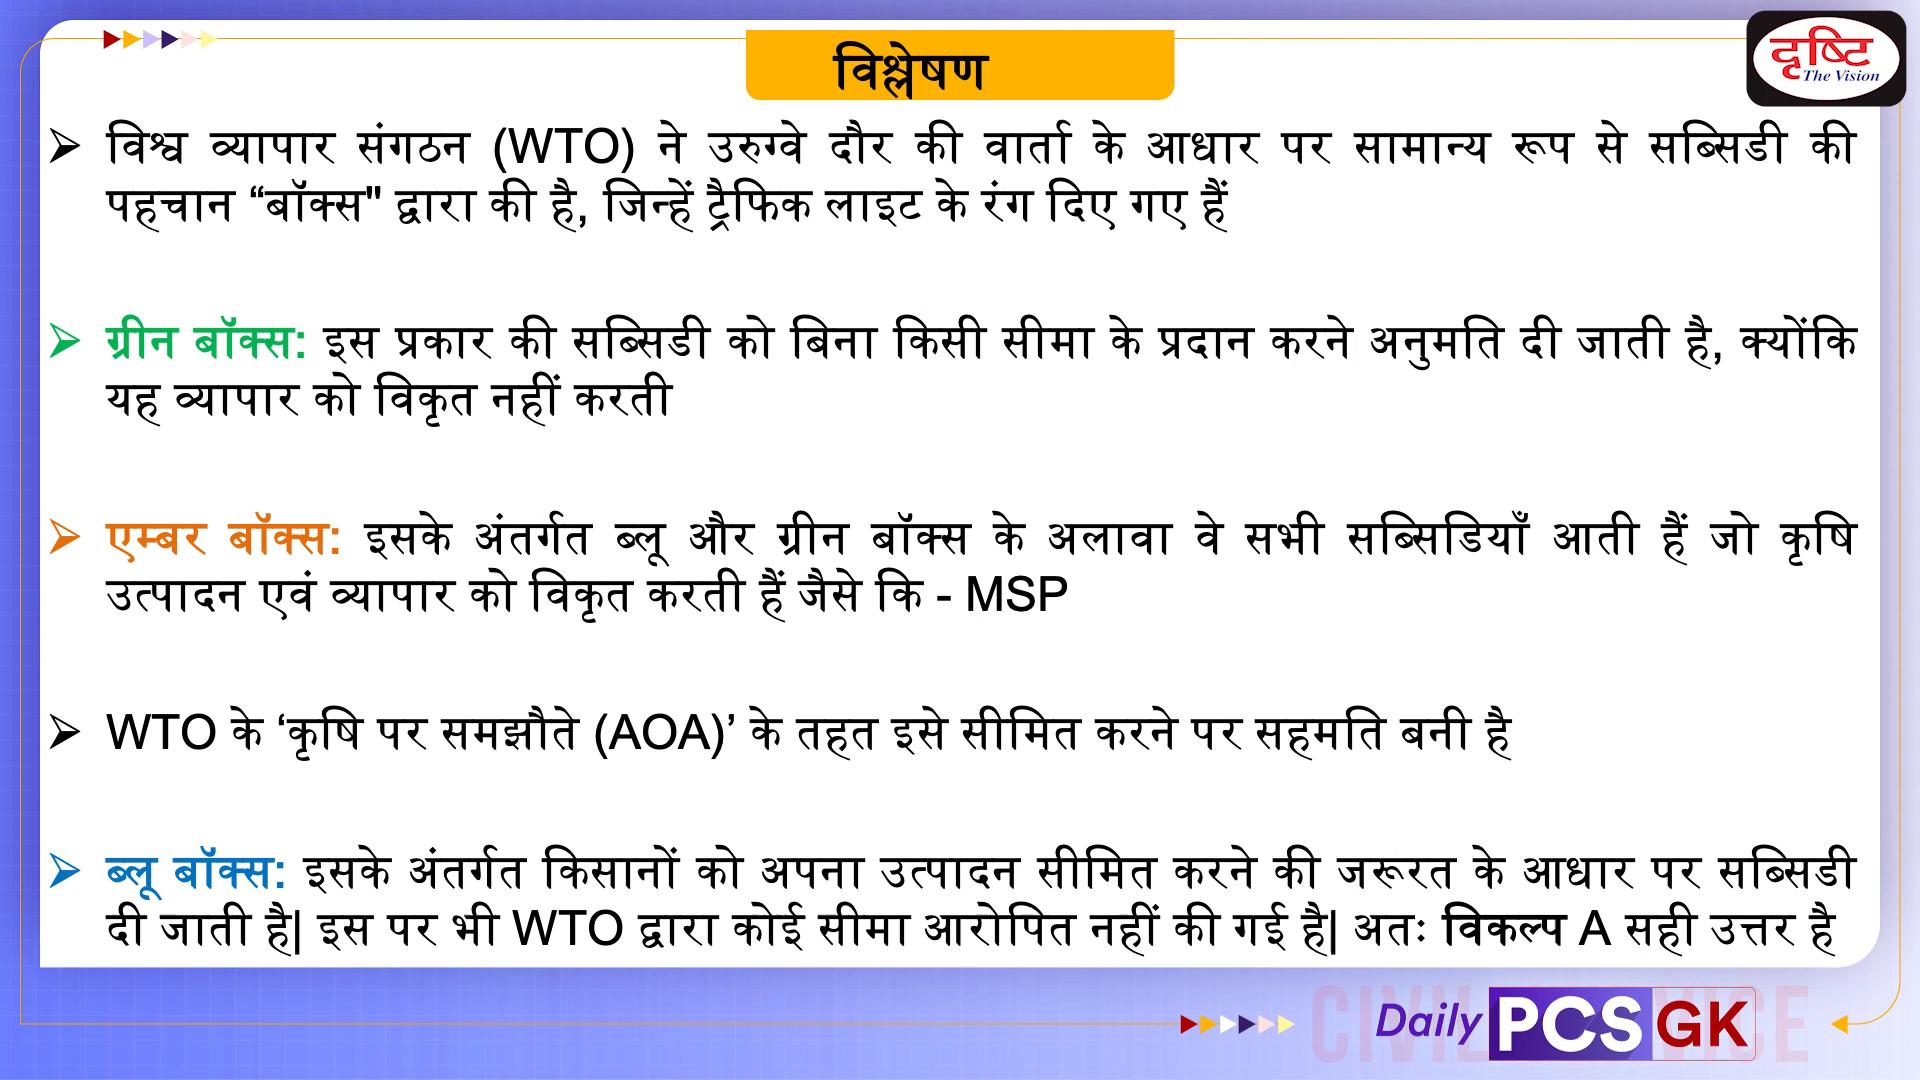 विश्लेषण
दृष्टि
The Vision
➢ विश्व व्यापार संगठन (WTO) ने उरुग्वे दौर की वार्ता के आधार पर सामान्य रूप से सब्सिडी की
पहचान “बॉक्स" द्वारा की है, जिन्हें ट्रैफिक लाइट के रंग दिए गए हैं
➢ ग्रीन बॉक्स: इस प्रकार की सब्सिडी को बिना किसी सीमा के प्रदान करने अनुमति दी जाती है, क्योंकि
यह व्यापार को विकृत नहीं करती
➢ एम्बर बॉक्स: इसके अंतर्गत ब्लू और ग्रीन बॉक्स के अलावा वे सभी सब्सिडियाँ आती हैं जो कृषि
उत्पादन एवं व्यापार को विकृत करती हैं जैसे कि - MSP
➢ WTO के ‘कृषि पर समझौते (AOA)’ के तहत इसे सीमित करने पर सहमति बनी है
➢ ब्लू बॉक्स: इसके अंतर्गत किसानों को अपना उत्पादन सीमित करने की जरूरत के आधार पर सब्सिडी
दी जाती है| इस पर भी WTO द्वारा कोई सीमा आरोपित नहीं की गई है| अतः विकल्प A सही उत्तर है
Daily PCS GK